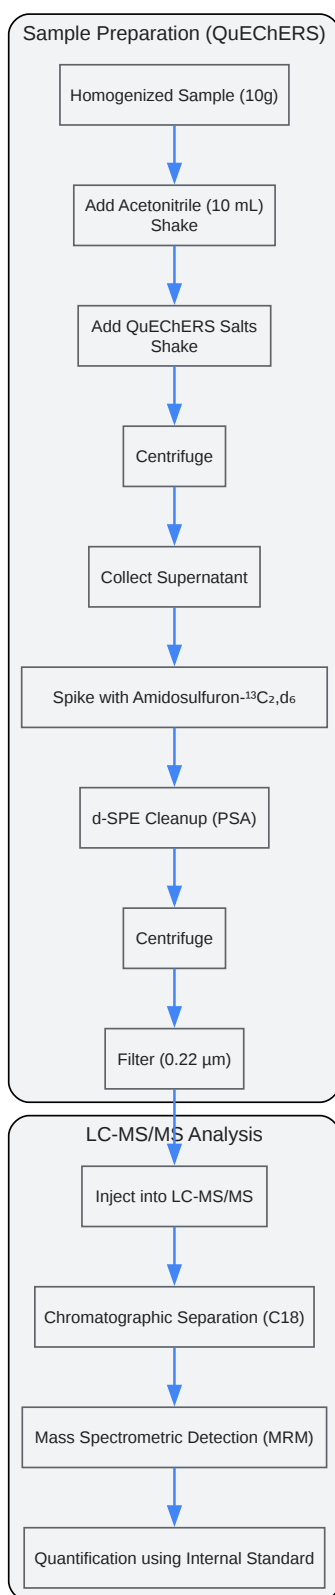 Sample Preparation (QuEChERS)
Homogenized Sample (10g)
Add Acetonitrile (10 mL)
Shake
Add QuEChERS Salts
Shake
Centrifuge
Collect Supernatant
Spike with Amidosulfuron-¹³C₂,d₆
d-SPE Cleanup (PSA)
Centrifuge
Filter (0.22 µm)
LC-MS/MS Analysis
Inject into LC-MS/MS
Chromatographic Separation (C18)
Mass Spectrometric Detection (MRM)
Quantification using Internal Standard